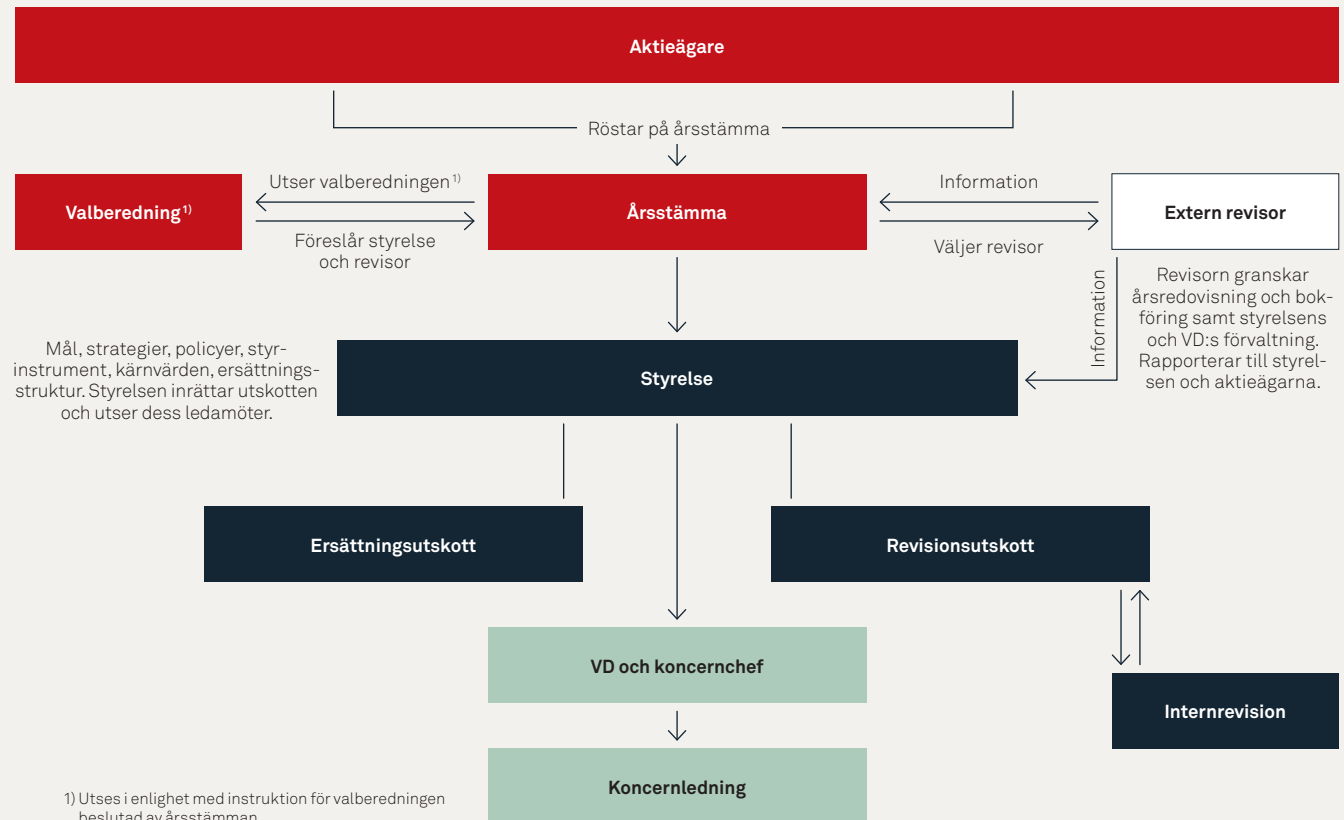 Aktieägare
Röstar på årsstämma
Valberedning 1)
Utser valberedningen 1)
Föreslår styrelse
och revisor
Årsstämma
Information
Väljer revisor
Extern revisor
Information
Revisorn granskar
årsredovisning och bok-
föring samt styrelsens
och VD:s förvaltning.
Rapporterar till styrel-
sen och aktieägarna.
Mål, strategier, policyer, styr-
instrument, kärnvärden, ersättnings-
struktur. Styrelsen inrättar utskotten
och utser dess ledamöter.
Styrelse
Ersättningsutskott
Revisionsutskott
VD och koncernchef
Internrevision
Koncernledning
1) Utses i enlighet med instruktion för valberedningen
beslutad av årsstämman